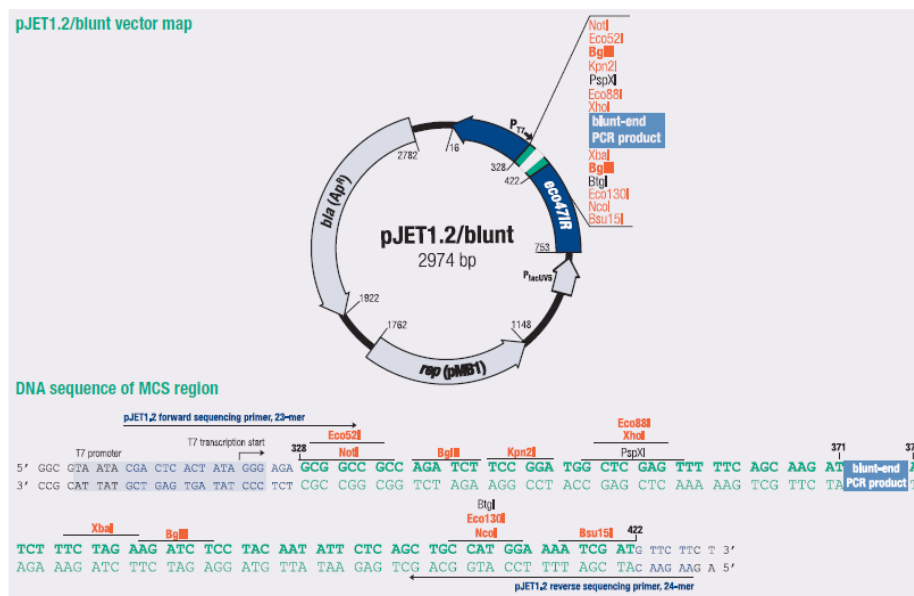 pJET1.2/blunt vector map
NotI
Eco52I
BglII
Kpn2I
PspXI
Eco88I
XhoI
blunt-end
PCR product
XbaI
BglII
BtgI
Eco130I
NcoI
Bsu15I
PT7
2782
16
328
422
bla (ApR)
eco47IR
pJET1.2/blunt
2974 bp
753
PlacUV5
1922
1762
1148
rep (pMB1)
DNA sequence of MCS region
pJET1,2 forward sequencing primer, 23-mer
Eco88I
Eco52I
XhoI
T7 promoter
T7 transcription start
328
NotI
BglII
Kpn2I
PspXI
371
5' GGC GTA ATA CGA CTC ACT ATA GGG AGA GCG GCC GCC AGA TCT TCC GGA TGG CTC GAG TTT TTC AGCAAG AT blunt-end A
3' CCG CAT TAT GCT GAG TGA TAT CCC TCT CGC CGG CGG TCT AGA AGG CCT ACC GAG CTC AAA AAG TCG TTC TA PCR product T
BtgI
Eco130I
XbaI
BglII
NcoI
Bsu15I
422
TCT TTC TAGA AGATCT CC TAC AAT ATT CTC AGC TGC CAT GGA AAA TCG ATG TTC TTC T 3'
AGA AAG ATC TTC TAG AGG ATG TTA TAA GAG TCG ACG GTA CCT TTT AGC TAC AAG AAG A 5'
pJET1,2 reverse sequencing primer, 24-mer